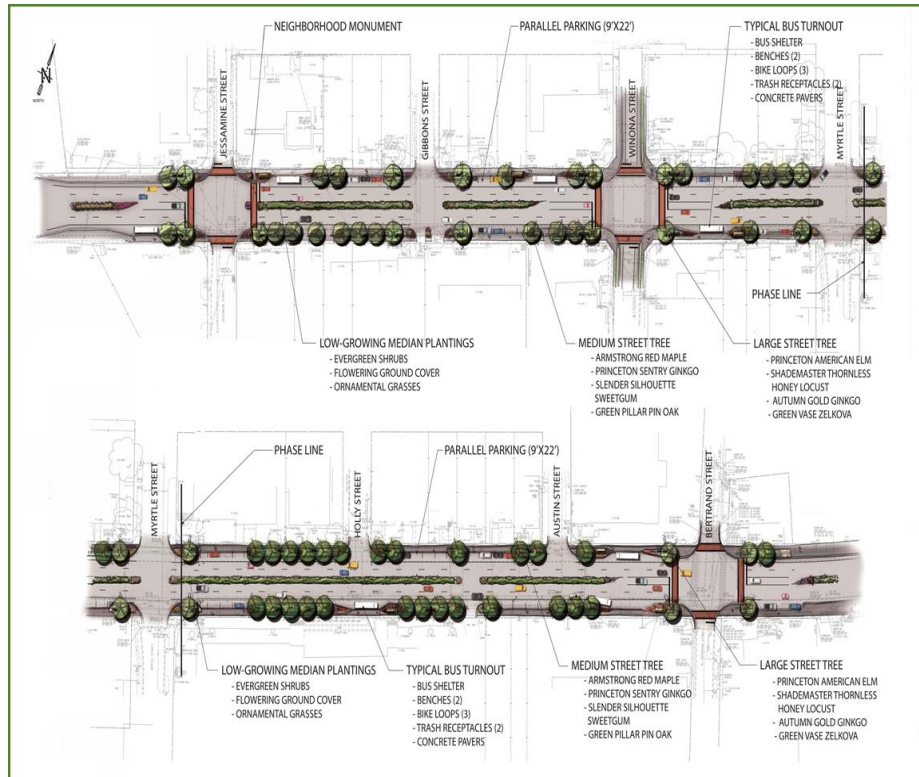 NEIGHBORHOOD MONUMENT
PARALLEL PARKING (9'X22')
TYPICAL BUS TURNOUT
- BUS SHELTER
- BENCHES (2)
- BIKE LOOPS (3)
- TRASH RECEPTACLES (2)
- CONCRETE PAVERS
NORTH
JESSAMINE STREET
GIBBONS STREET
WINONA STREET
MYRTLE STREET
PHASE LINE
LOW-GROWING MEDIAN PLANTINGS
- EVERGREEN SHRUBS
- FLOWERING GROUND COVER
- ORNAMENTAL GRASSES
MEDIUM STREET TREE
- ARMSTRONG RED MAPLE
- PRINCETON SENTRY GINKGO
- SLENDER SILHOUETTE
SWEETGUM
- GREEN PILLAR PIN OAK
LARGE STREET TREE
- PRINCETON AMERICAN ELM
- SHADEMASTER THORNLESS
HONEY LOCUST
- AUTUMN GOLD GINKGO
- GREEN VASE ZELKOVA
PHASE LINE
PARALLEL PARKING (9'X22')
MYRTLE STREET
HOLLY STREET
AUSTIN STREET
BERTRAND STREET
LOW-GROWING MEDIAN PLANTINGS
- EVERGREEN SHRUBS
- FLOWERING GROUND COVER
- ORNAMENTAL GRASSES
TYPICAL BUS TURNOUT
- BUS SHELTER
- BENCHES (2)
- BIKE LOOPS (3)
- TRASH RECEPTACLES (2)
- CONCRETE PAVERS
MEDIUM STREET TREE
- ARMSTRONG RED MAPLE
- PRINCETON SENTRY GINKGO
- SLENDER SILHOUETTE
SWEETGUM
- GREEN PILLAR PIN OAK
LARGE STREET TREE
- PRINCETON AMERICAN ELM
- SHADEMASTER THORNLESS
HONEY LOCUST
- AUTUMN GOLD GINKGO
- GREEN VASE ZELKOVA